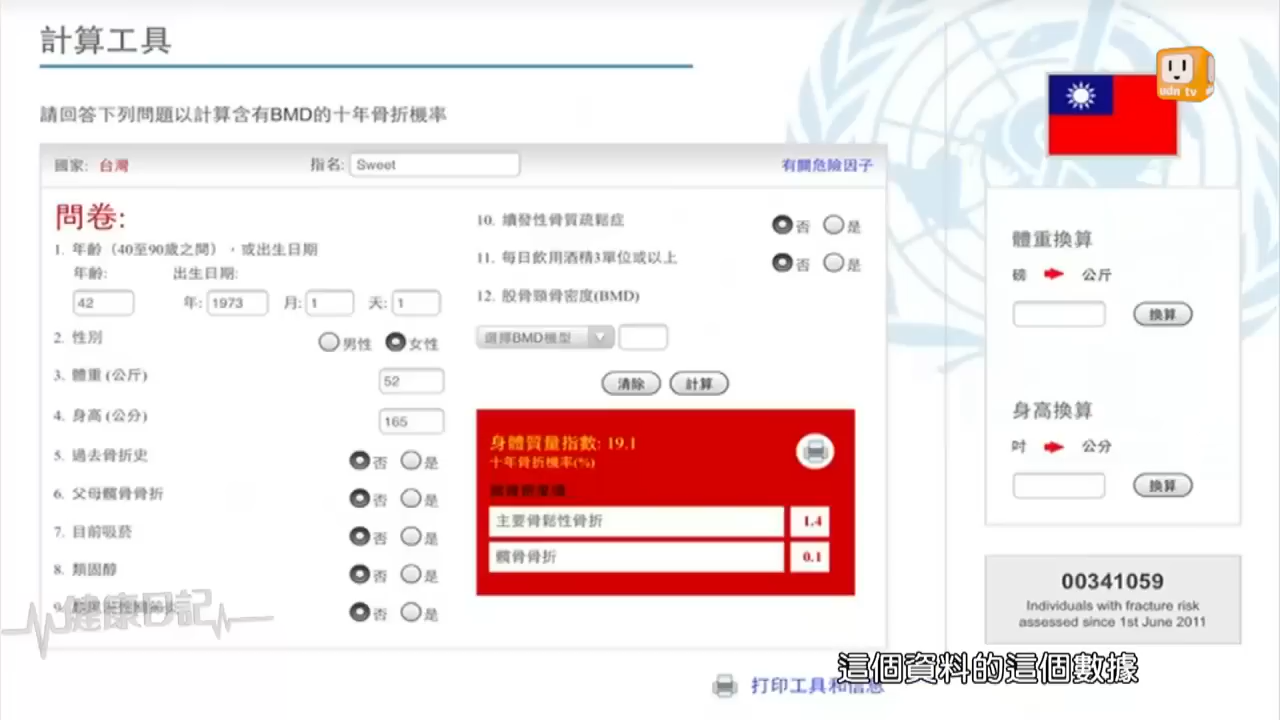 計算工具
udn tv
請回答下列問題以計算含有BMD的十年骨折機率
國家: 台灣
指名: Sweet
有關危險因子
問卷:
1. 年齡（40至90歲之間），或出生日期
年齡: 出生日期:
42 年: 1973 月: 1 天: 1
2. 性別 男性 女性
3. 體重 (公斤) 52
4. 身高 (公分) 165
5. 過去骨折史 否 是
6. 父母髖骨骨折 否 是
7. 目前吸菸 否 是
8. 類固醇 否 是
9. 否 是
10. 續發性骨質疏鬆症 否 是
11. 每日飲用酒精3單位或以上 否 是
12. 股骨頸骨密度(BMD)
選擇BMD機型
清除 計算
身體質量指數: 19.1
十年骨折機率(%)
主要骨鬆性骨折 1.4
髖骨骨折 0.1
體重換算
磅 公斤
換算
身高換算
吋 公分
換算
00341059
Individuals with fracture risk
assessed since 1st June 2011
健康日記
打印工具和信息
這個資料的這個數據